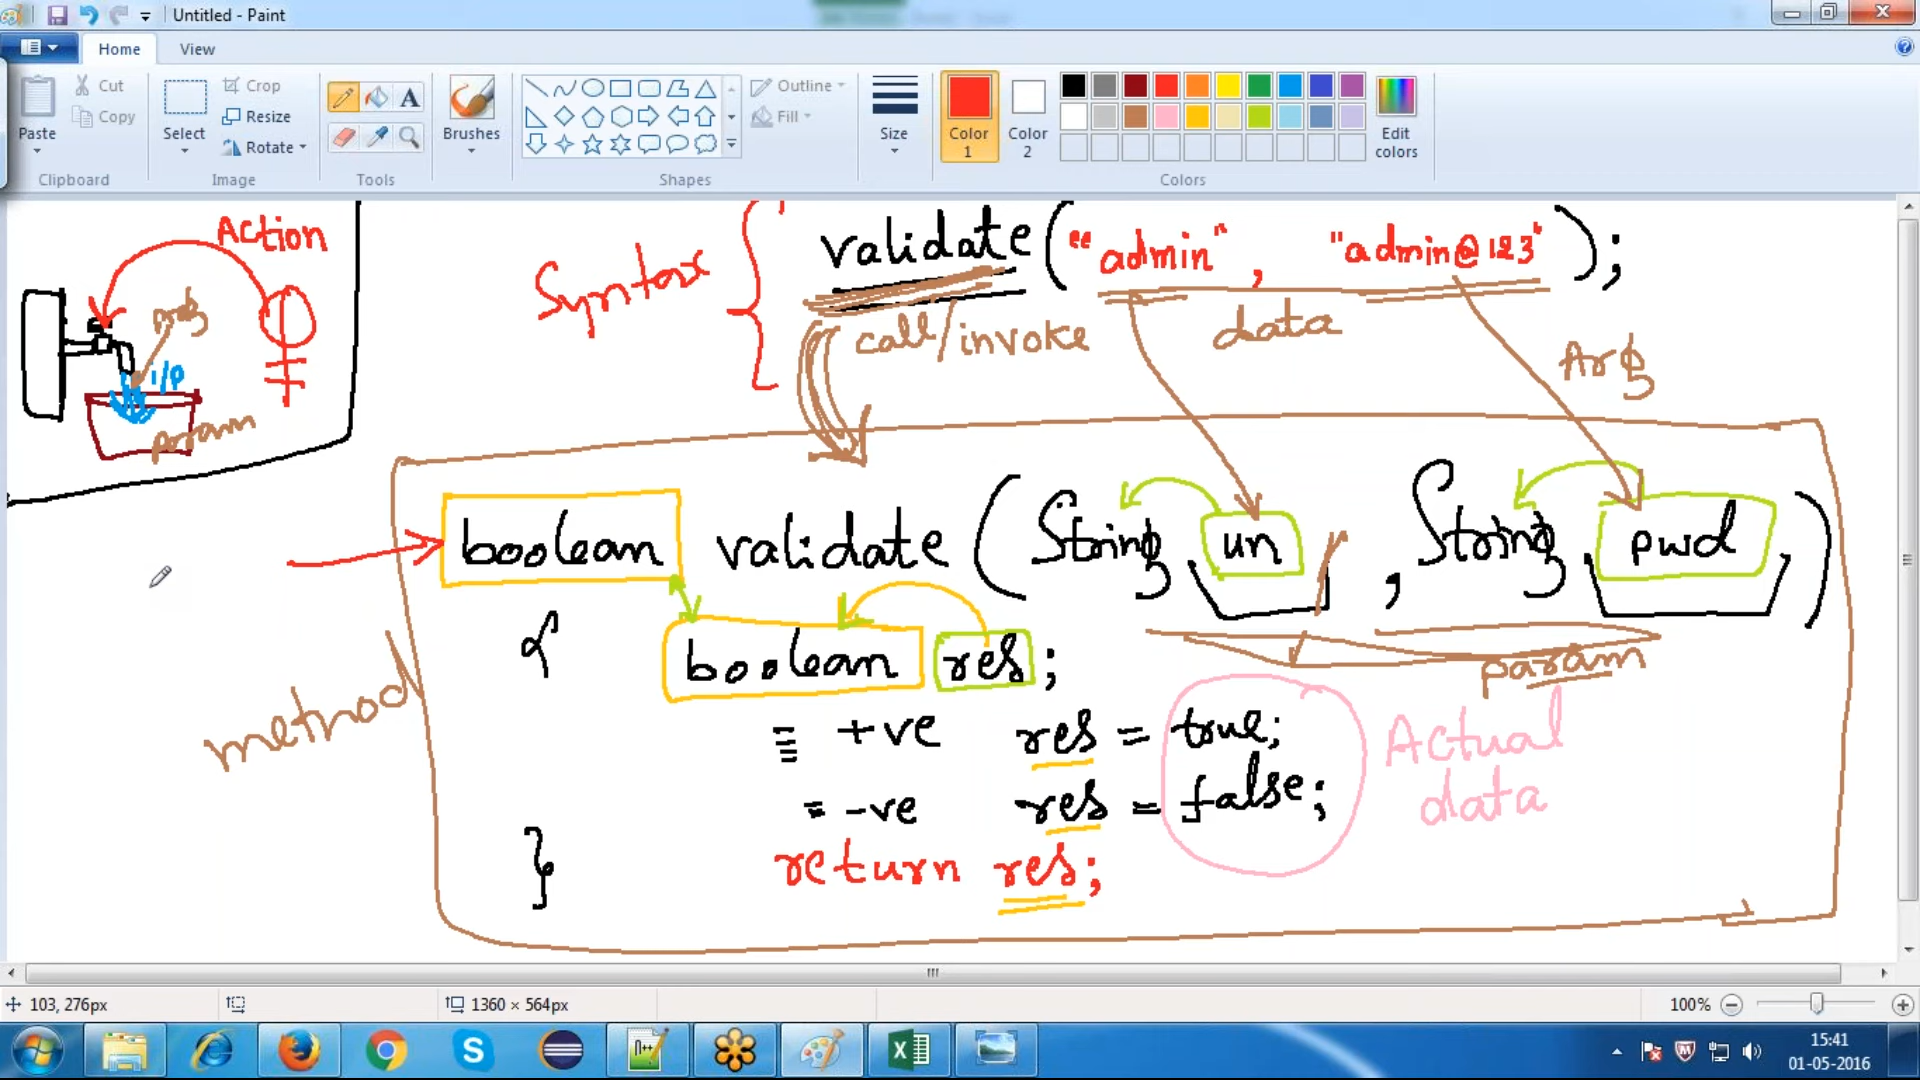 Untitled - Paint
Home View
Paste
Cut
Copy
Clipboard
Select
Crop
Resize
Rotate
Image
A
Tools
Brushes
Outline
Fill
Shapes
Size
Color 1
Color 2
Edit colors
Colors
Action
i/p
param
Syntax
validate("admin", "admin@123");
call/invoke
data
Arg
boolean validate(String un, String pwd,)
{
boolean res;
+ve res = true;
= -ve res = false;
return res;
}
param
Actual
data
method
103, 276px
1360 × 564px
100%
15:41
01-05-2016